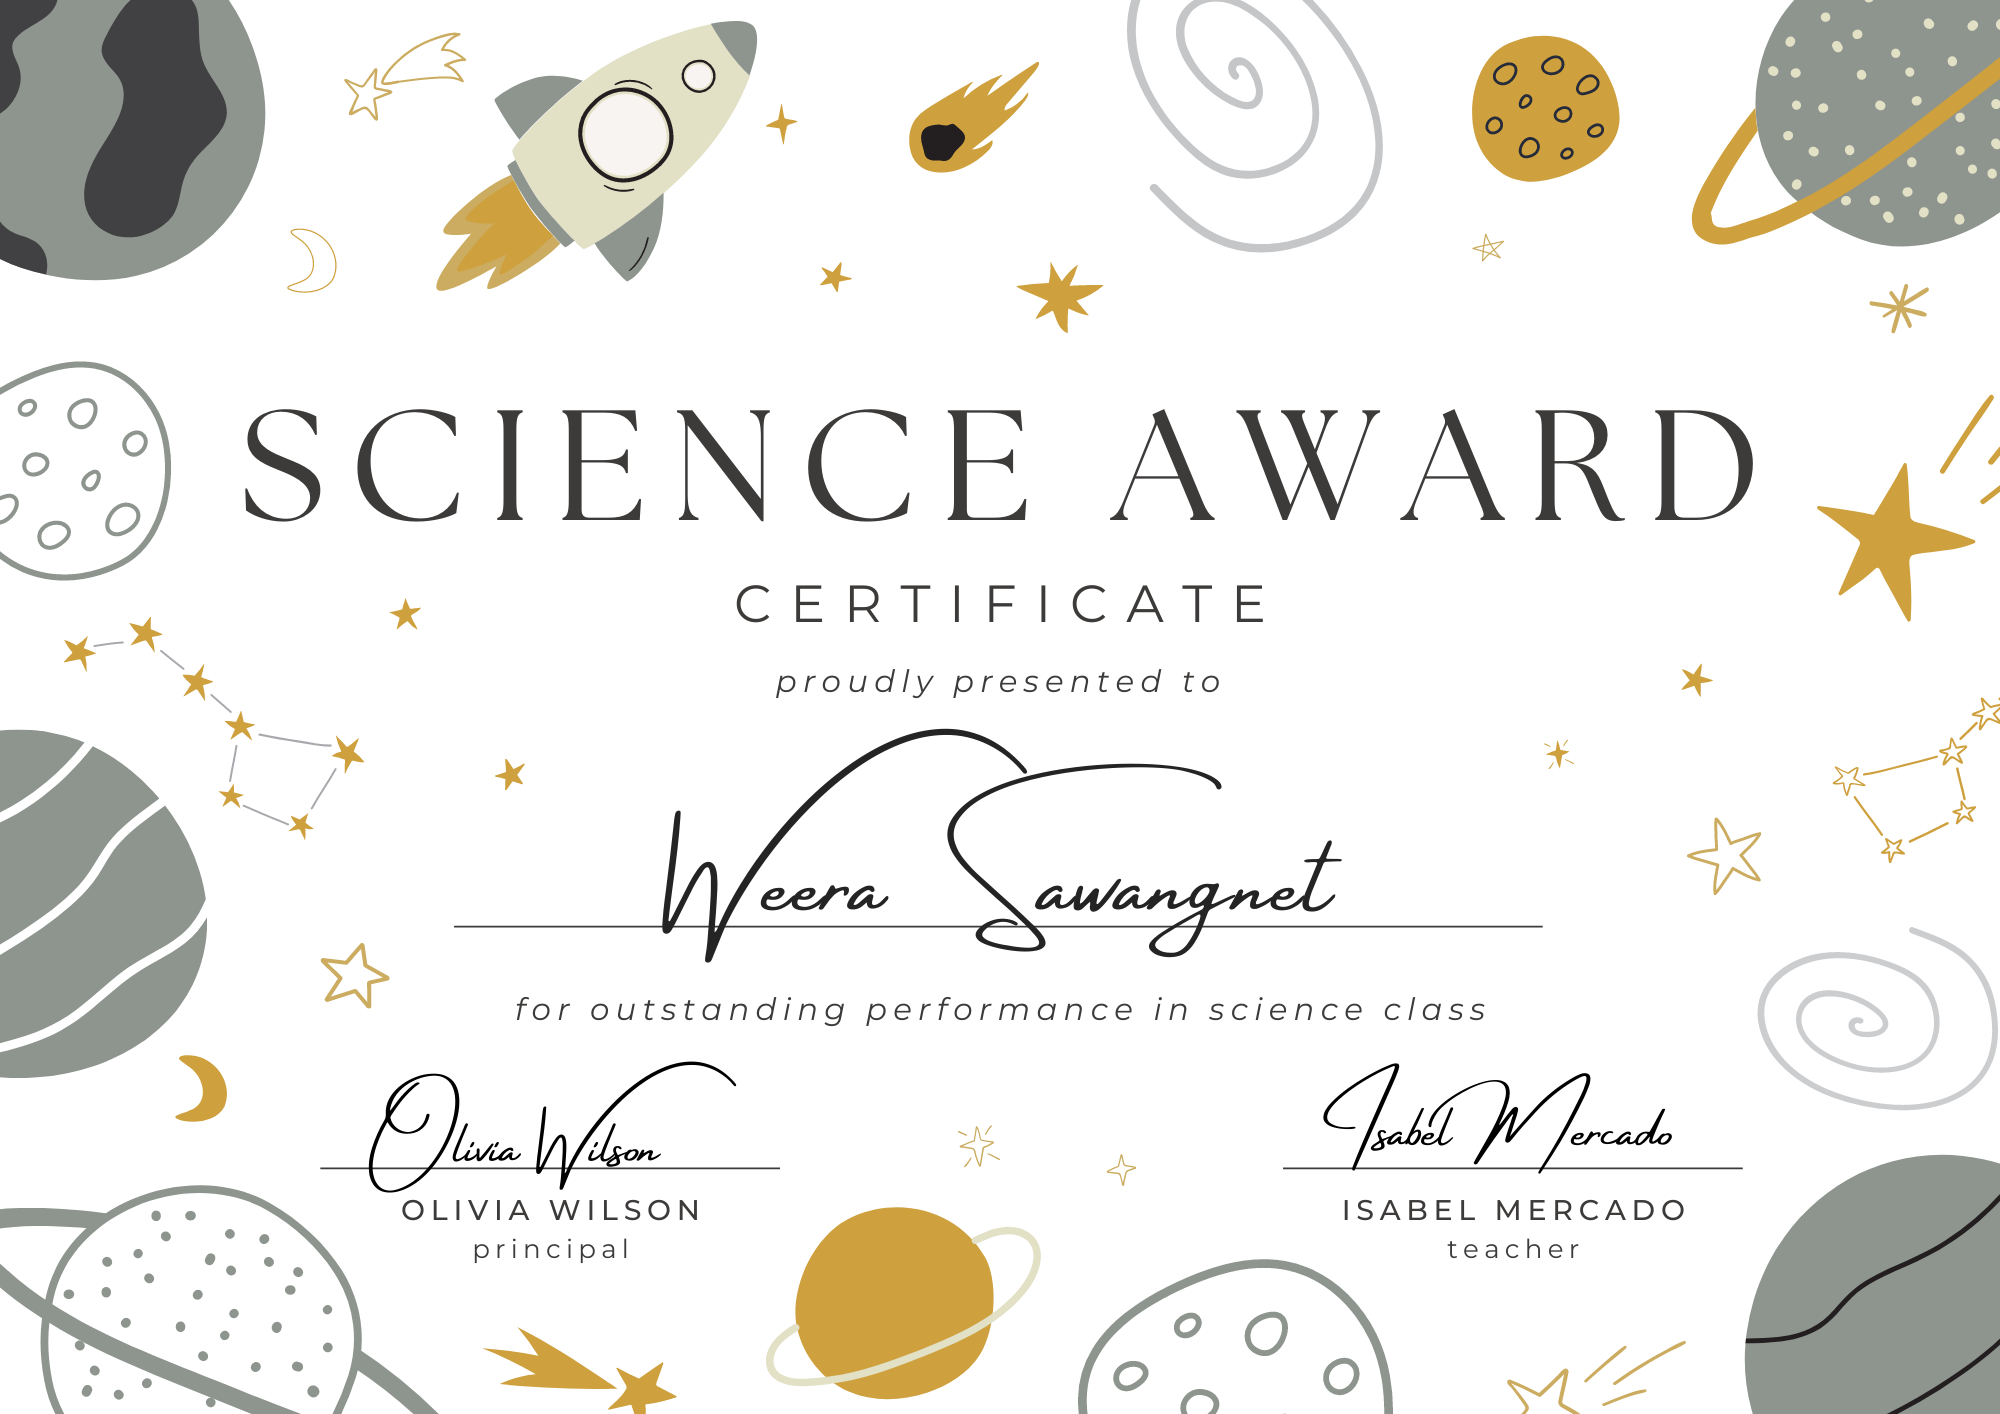 SCIENCE AWARD
CERTIFICATE
proudly presented to
Weera Sawangnet
for outstanding performance in science class
Olivia Wilson
OLIVIA WILSON
principal
Isabel Mercado
ISABEL MERCADO
teacher